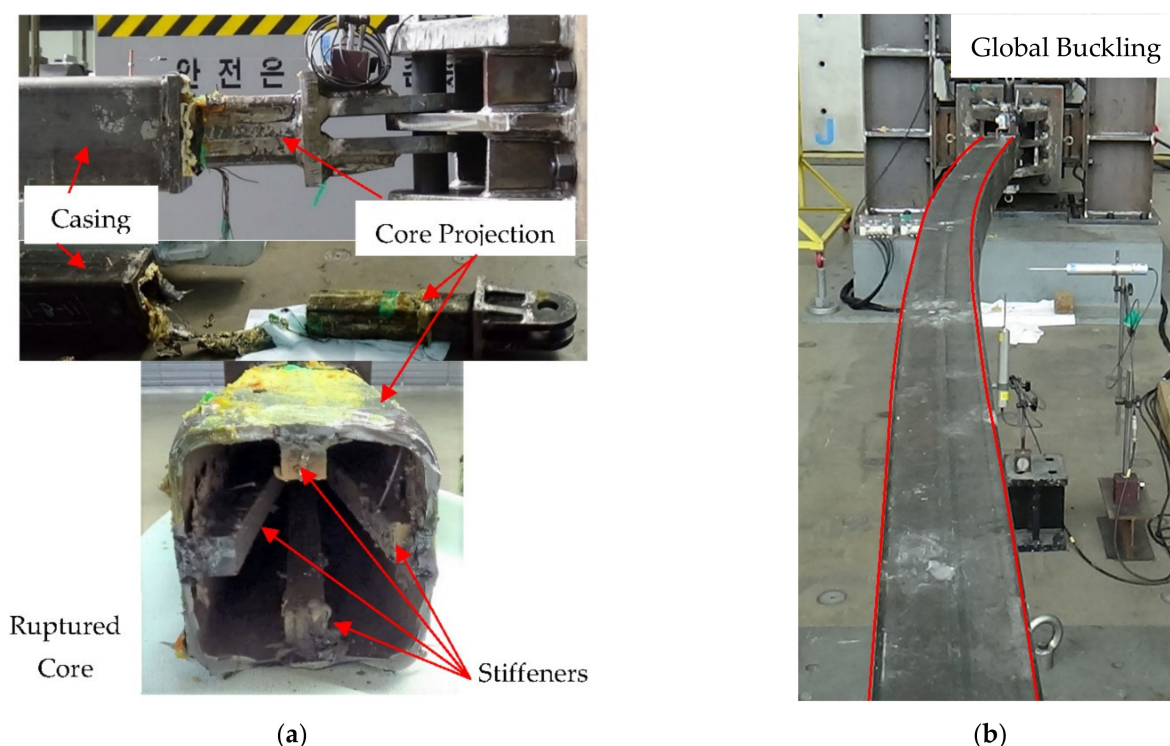 안전은
Casing
Core Projection
Ruptured
Core
Stiffeners
(a)
Global Buckling
J
(b)